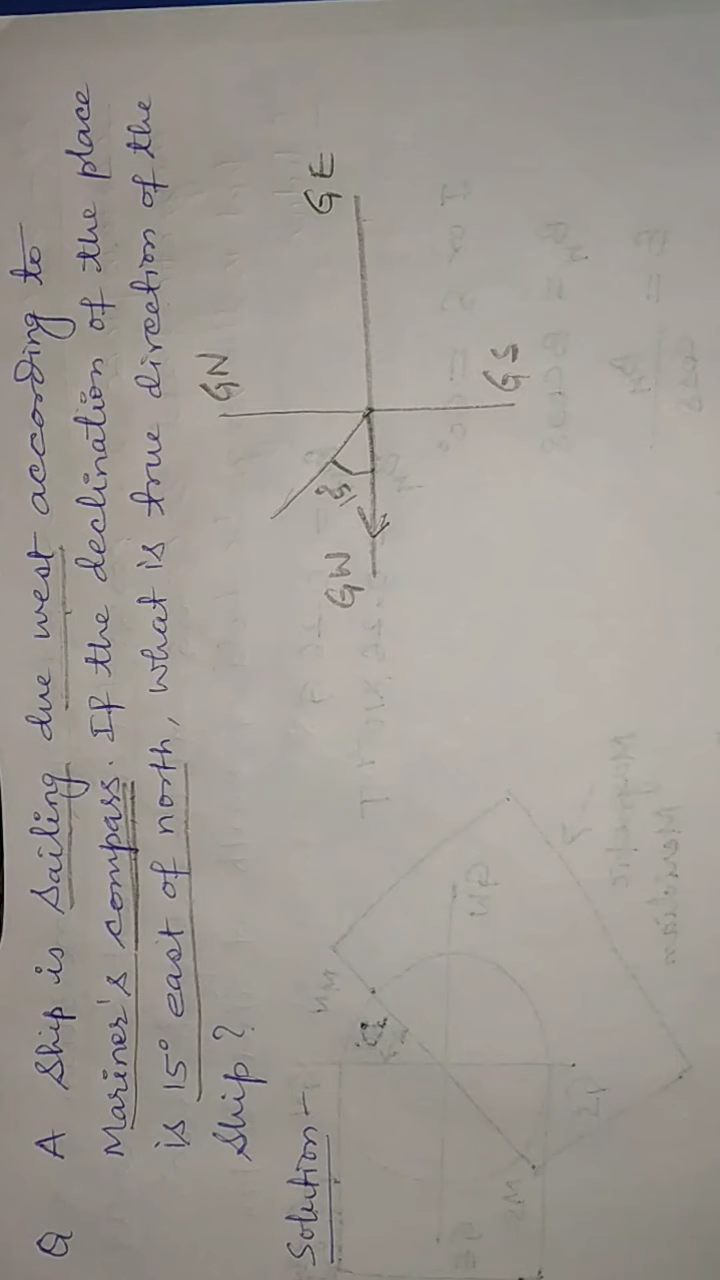 Q A Ship is Sailing due west according to
Mariner's compass. If the declination of the place
is 15° east of north, what is true direction of the
Ship?
Solution-
GN
GE
15°
GW
GS